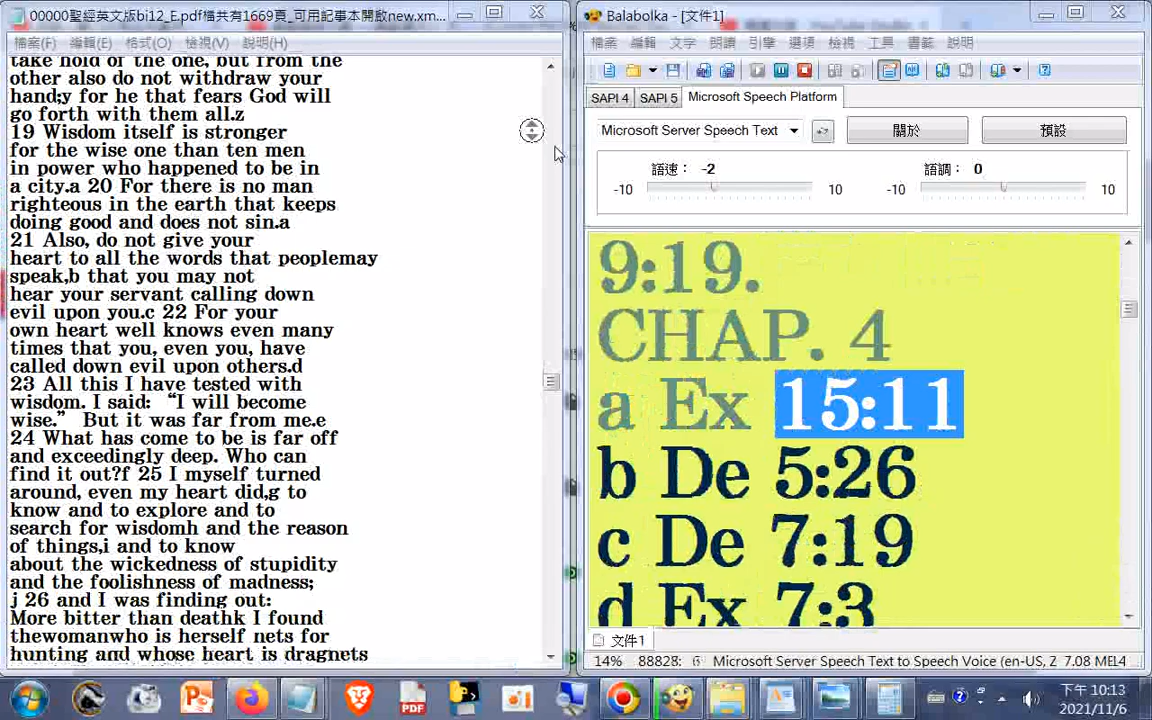 00000聖經英文版bi12_E.pdf檔共有1669頁_可用記事本開啟new.xm...
檔案(F) 編輯(E) 格式(O) 檢視(V) 說明(H)
take hold of the one, but from the
other also do not withdraw your
hand;y for he that fears God will
go forth with them all.z
19 Wisdom itself is stronger
for the wise one than ten men
in power who happened to be in
a city.a 20 For there is no man
righteous in the earth that keeps
doing good and does not sin.a
21 Also, do not give your
heart to all the words that peoplemay
speak,b that you may not
hear your servant calling down
evil upon you.c 22 For your
own heart well knows even many
times that you, even you, have
called down evil upon others.d
23 All this I have tested with
wisdom. I said: “I will become
wise.” But it was far from me.e
24 What has come to be is far off
and exceedingly deep. Who can
find it out?f 25 I myself turned
around, even my heart did,g to
know and to explore and to
search for wisdomh and the reason
of things,i and to know
about the wickedness of stupidity
and the foolishness of madness;
j 26 and I was finding out:
More bitter than deathk I found
thewomanwho is herself nets for
hunting and whose heart is dragnets
Balabolka - [文件1]
檔案 編輯 文字 朗讀 引擎 選項 檢視 工具 書籤 說明
SAPI 4 SAPI 5 Microsoft Speech Platform
Microsoft Server Speech Text 關於 預設
語速： -2 語調： 0
-10 10 -10 10
9:19.
CHAP. 4
a Ex 15:11
b De 5:26
c De 7:19
d Ex 7:3
文件1
14% 88828: Microsoft Server Speech Text to Speech Voice (en-US, 2 7.08 MB
PDF
下午 10:13
2021/11/6